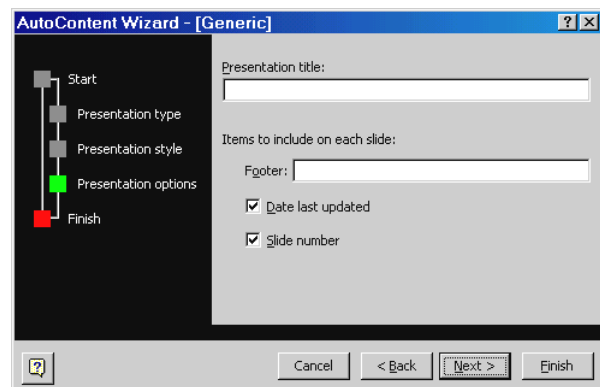 AutoContent Wizard - [Generic]
Start
Presentation type
Presentation style
Presentation options
Finish
Presentation title:
Items to include on each slide:
Footer:
Date last updated
Slide number
Cancel
< Back
Next >
Finish